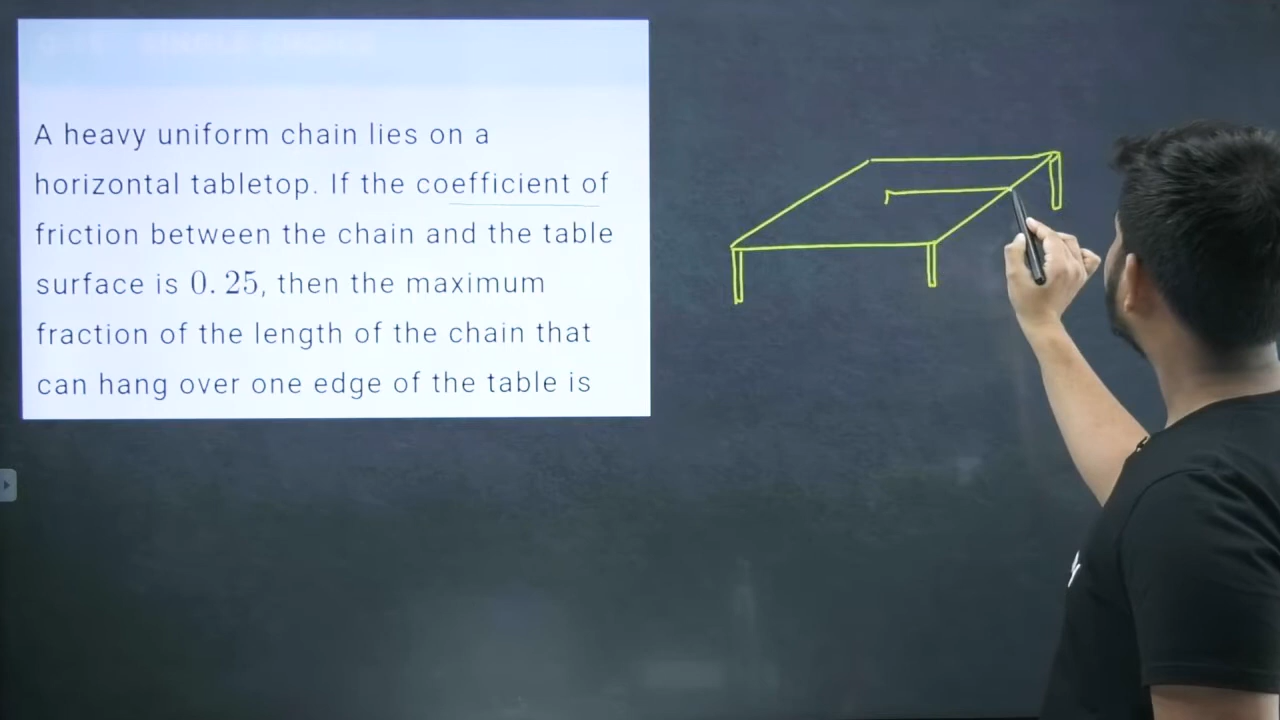 A heavy uniform chain lies on a
horizontal tabletop. If the coefficient of
friction between the chain and the table
surface is 0. 25, then the maximum
fraction of the length of the chain that
can hang over one edge of the table is